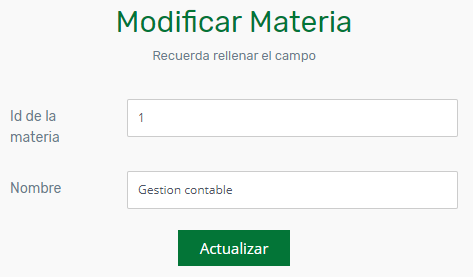 Modificar Materia
Recuerda rellenar el campo
Id de la
materia
1
Nombre
Gestion contable
Actualizar